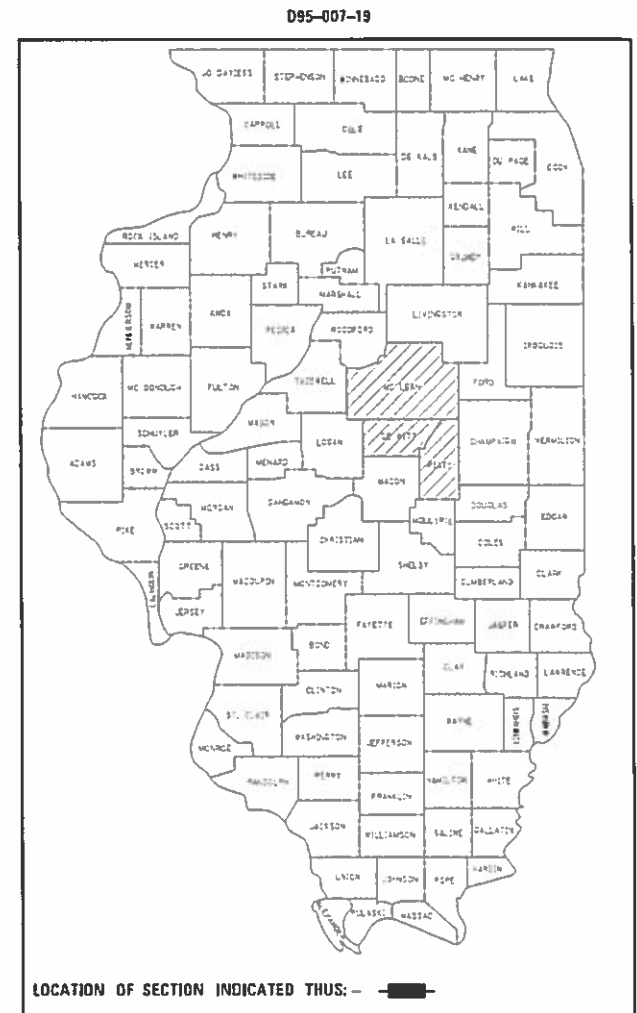 D95-007-19
JO DAVIESS STEPHENSON WINNEBAGO BOONE MC HENRY LAKE
CARROLL OGLE DE KALB KANE DU PAGE COOK
WHITESIDE LEE KENDALL WILL
ROCK ISLAND HENRY BUREAU LA SALLE GRUNDY
MERCER PUTNAM KANKAKEE
STARK MARSHALL LIVINGSTON
HENDERSON WARREN KNOX PEORIA WOODFORD IROQUOIS
TAZEWELL MCLEAN FORD
HANCOCK MC DONOUGH FULTON
MASON LOGAN DE WITT CHAMPAIGN VERMILION
SCHUYLER
ADAMS BROWN CASS MENARD MACON PIATT
MORGAN SANGAMON DOUGLAS EDGAR
PIKE SCOTT CHRISTIAN MOULTRIE
COLES
GREENE SHELBY CLARK
CALHOUN MACOUPIN MONTGOMERY CUMBERLAND
JERSEY
FAYETTE EFFINGHAM JASPER CRAWFORD
MADISON BOND
CLAY RICHLAND LAWRENCE
CLINTON MARION
ST. CLAIR WAYNE EDWARDS WABASH
MONROE WASHINGTON JEFFERSON
RANDOLPH PERRY HAMILTON WHITE
FRANKLIN
JACKSON WILLIAMSON SALINE GALLATIN
UNION JOHNSON POPE HARDIN
ALEXANDER PULASKI MASSAC
LOCATION OF SECTION INDICATED THUS: -